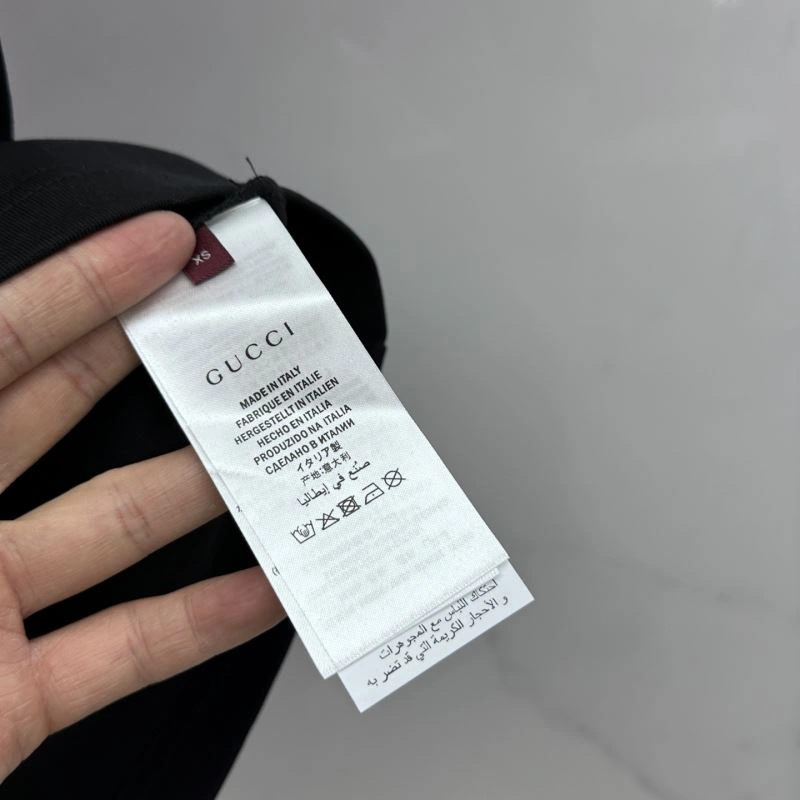 XS
GUCCI
MADE IN ITALY
FABRIQUE EN ITALIE
HERGESTELLT IN ITALIEN
HECHO EN ITALIA
PRODUZIDO NA ITALIA
СДЕЛАНО В ИТАЛИИ
イタリア製
产地:意大利
صنع في إيطاليا
احتكاك اللباس مع المجوهرات
و الأحجار الكريمة التي قد تضر به